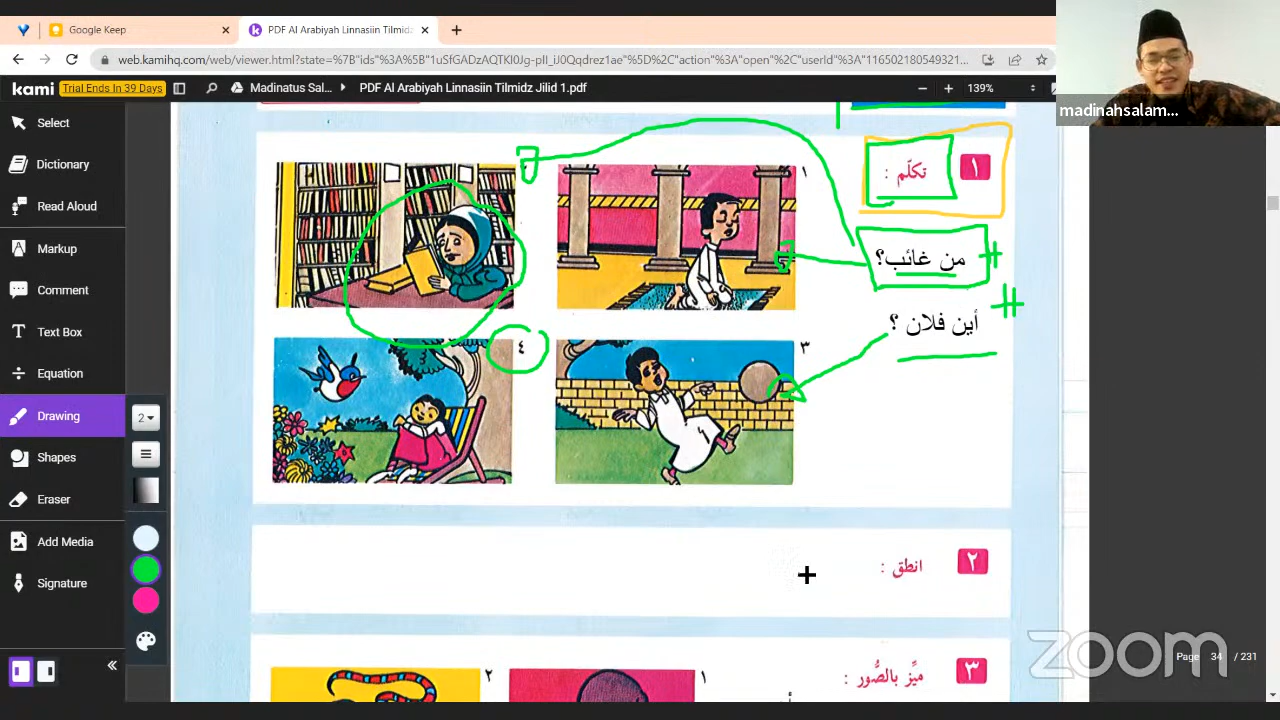 Google Keep
PDF Al Arabiyah Linnasiin Tilmidz
web.kamihq.com/web/viewer.html?state=%7B"ids"%3A%5B"1uSfGADzAQTKI0Jg-pII_iJ0Qqdrez1ae"%5D%2C"action"%3A"open"%2C"userId"%3A"116502180549321...
kami
Trial Ends In 39 Days
Madinatus Sal...
PDF Al Arabiyah Linnasiin Tilmidz Jilid 1.pdf
139%
madinahsalam...
Select
Dictionary
Read Aloud
Markup
Comment
Text Box
Equation
Drawing
2
Shapes
Eraser
Add Media
Signature
١ تكلّم :
من غائب؟
أين فلان ؟
١
٣
٤
٢ انطق :
٣ ميِّز بالصُّور :
١
٢
zoom
Page 34 / 231